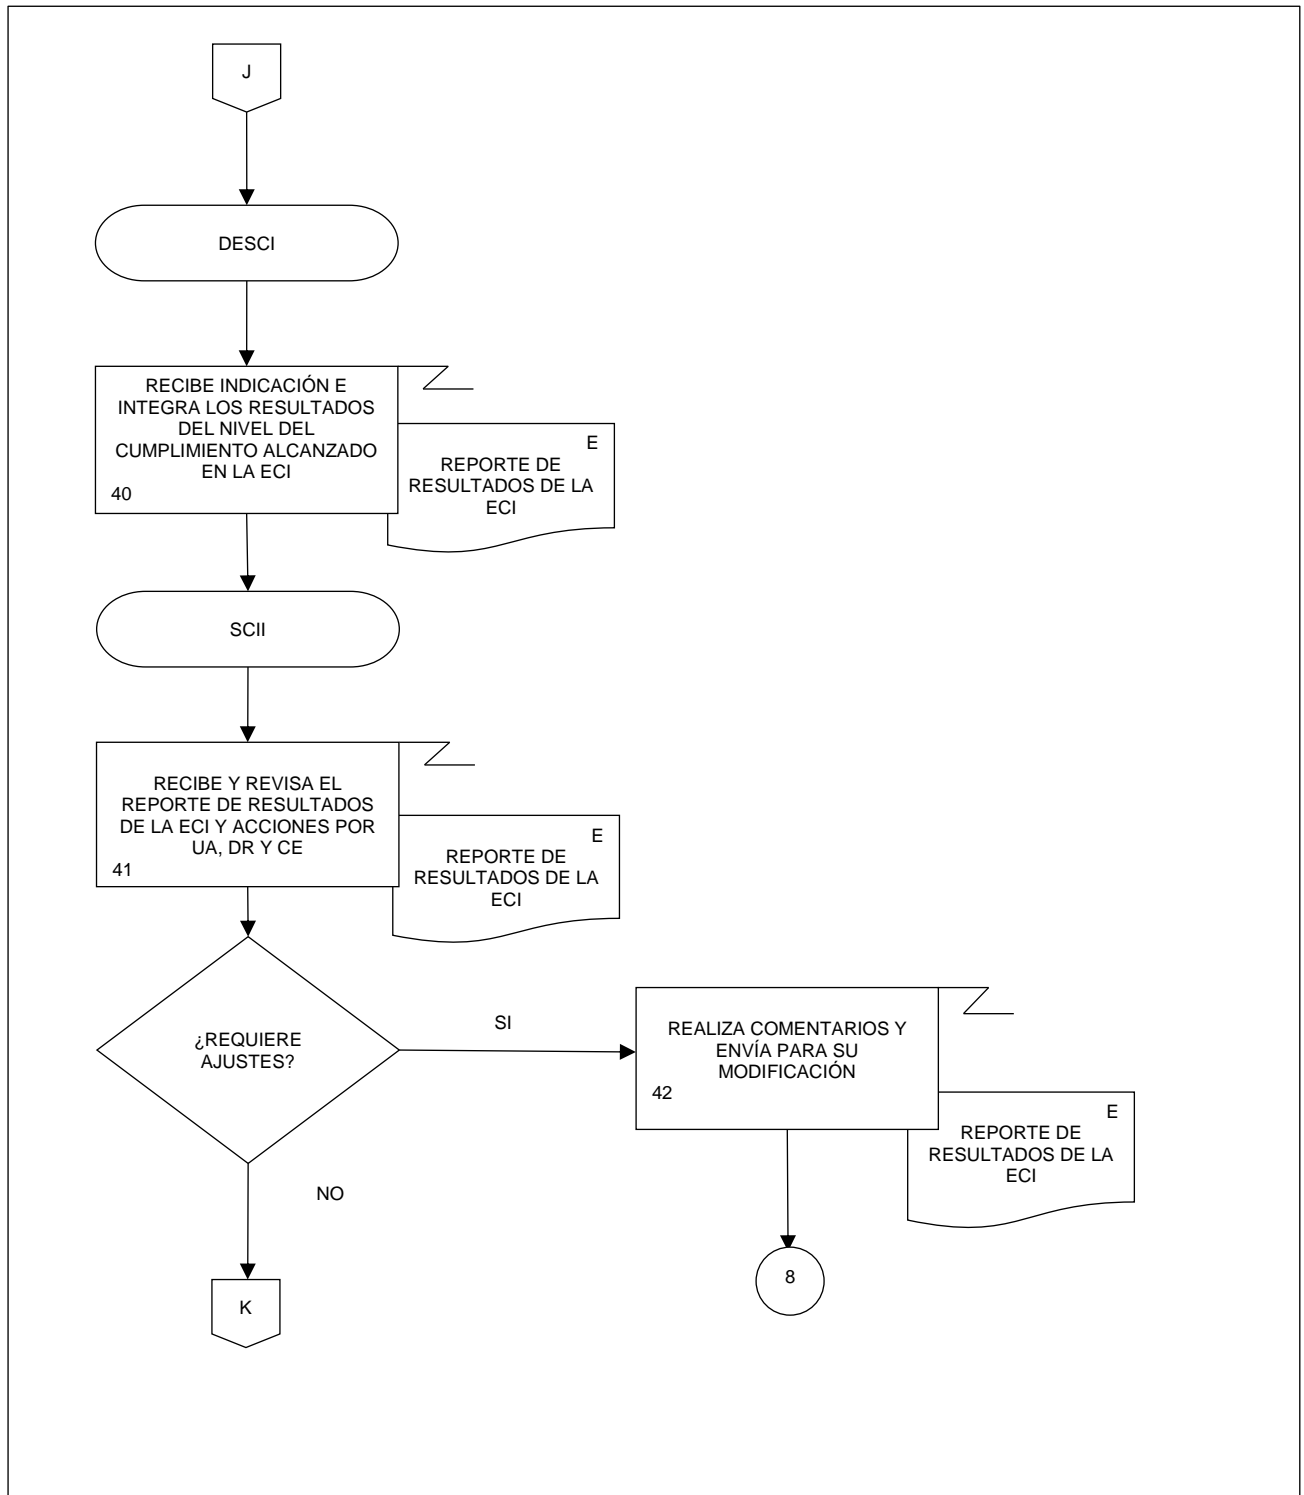 J
DESCI
RECIBE INDICACIÓN E
INTEGRA LOS RESULTADOS
DEL NIVEL DEL
CUMPLIMIENTO ALCANZADO
EN LA ECI
40
E
REPORTE DE
RESULTADOS DE LA
ECI
SCII
RECIBE Y REVISA EL
REPORTE DE RESULTADOS
DE LA ECI Y ACCIONES POR
UA, DR Y CE
41
E
REPORTE DE
RESULTADOS DE LA
ECI
¿REQUIERE
AJUSTES?
SI
REALIZA COMENTARIOS Y
ENVÍA PARA SU
MODIFICACIÓN
42
E
REPORTE DE
RESULTADOS DE LA
ECI
NO
8
K